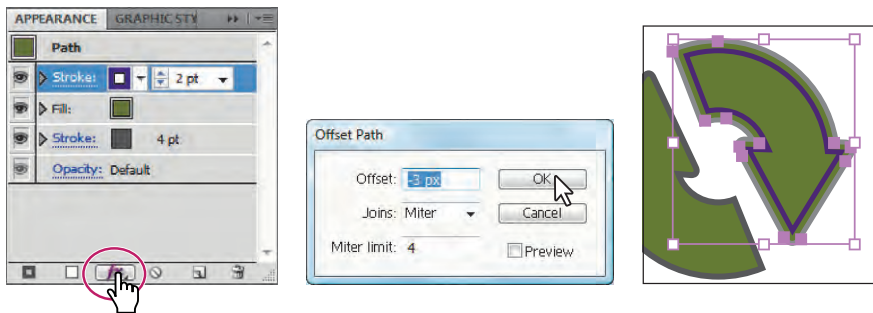 APPEARANCE GRAPHIC STY
Path
Stroke: 2 pt
Fill:
Stroke: 4 pt
Opacity: Default
fx
Offset Path
Offset: -3 px
OK
Joins: Miter
Cancel
Miter limit: 4
Preview